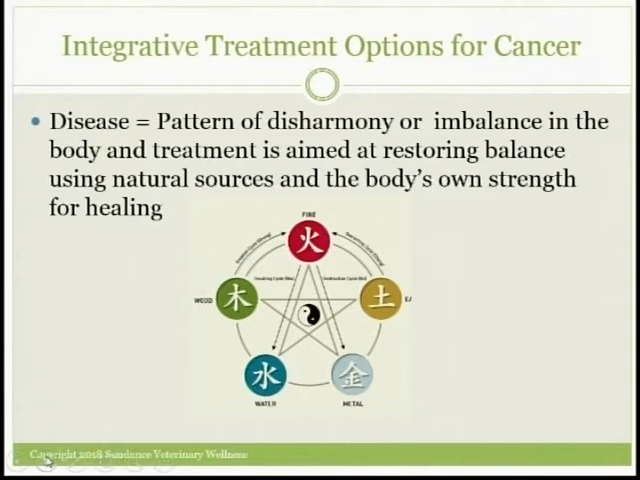 Integrative Treatment Options for Cancer
Disease = Pattern of disharmony or imbalance in the
body and treatment is aimed at restoring balance
using natural sources and the body's own strength
for healing
FIRE
火
WOOD
木
土
EA
水
金
WATER
METAL
Copyright 2018 Sundance Veterinary Wellness